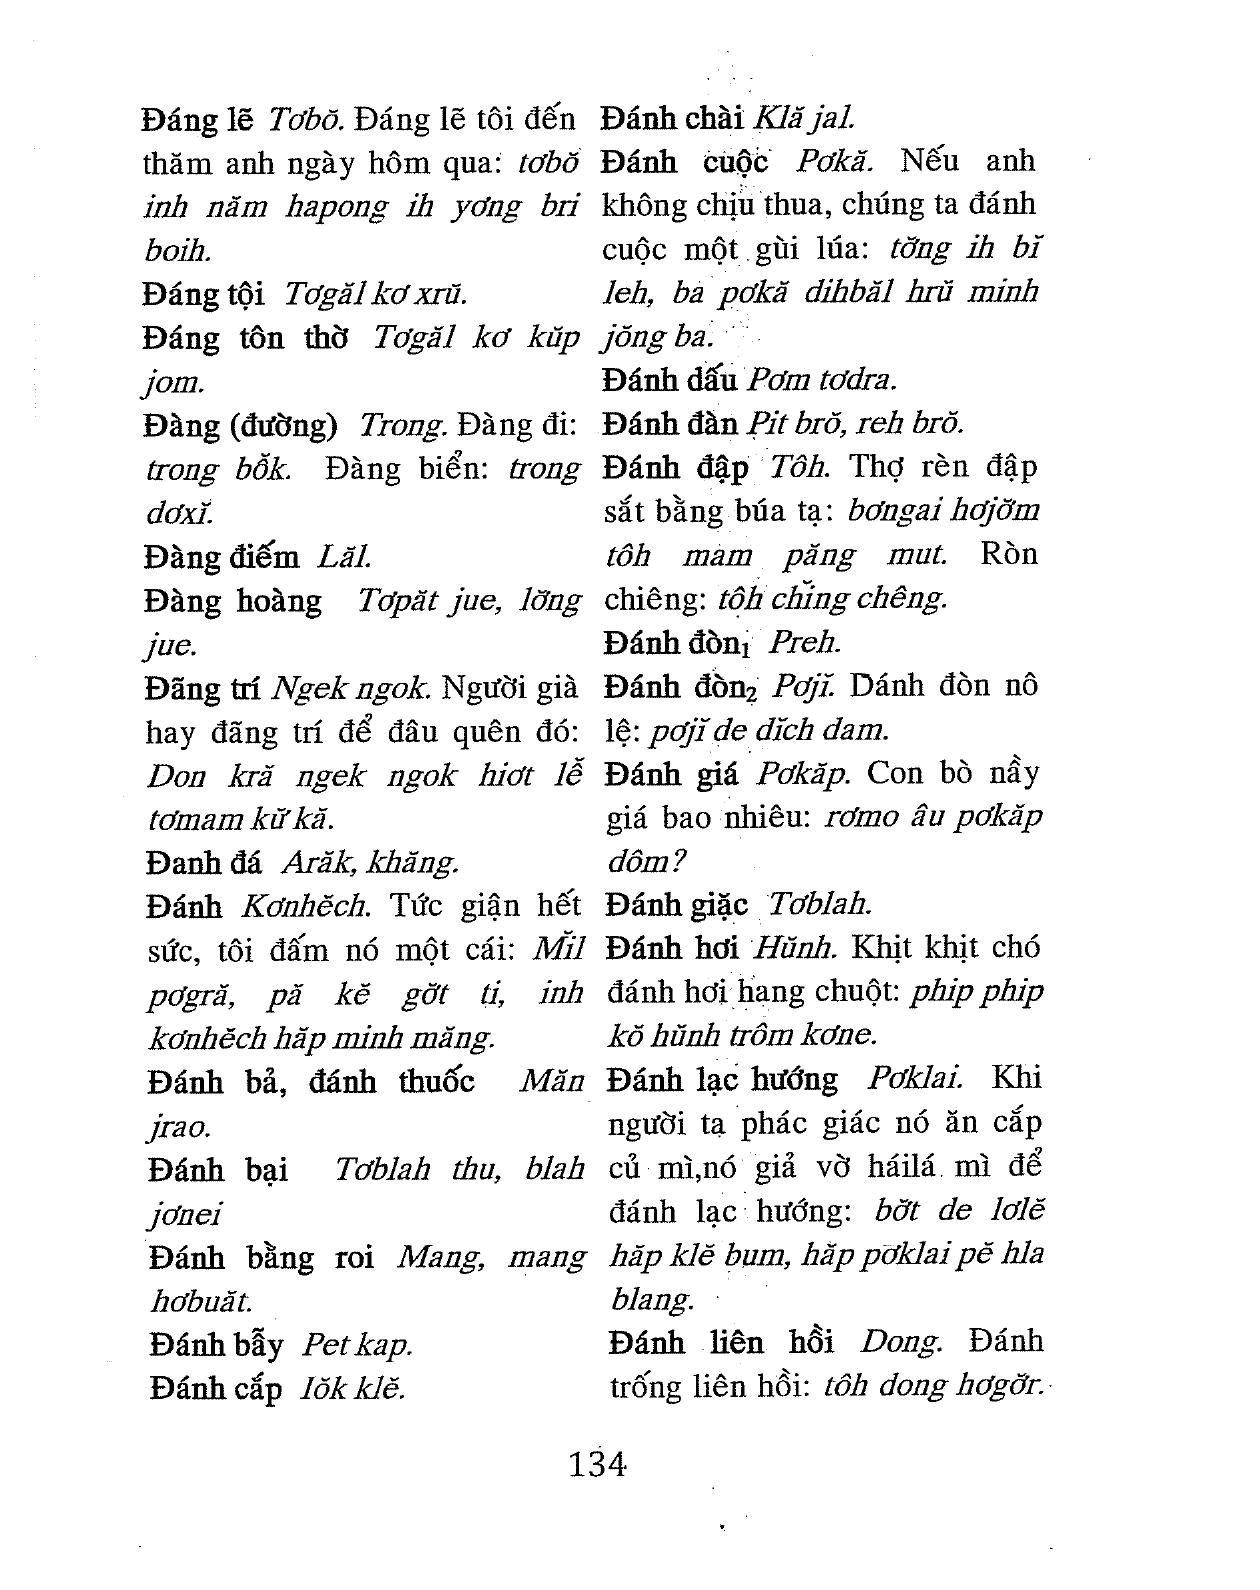 Đáng lẽ Tơbŏ. Đáng lẽ tôi đến
thăm anh ngày hôm qua: tơbŏ
inh năm hapong ih yơng bri
boih.
Đáng tội Tơgăl kơ xrŭ.
Đáng tôn thờ Tơgăl kơ kŭp
jom.
Đàng (đường) Trong. Đàng đi:
trong bô̆k. Đàng biển: trong
dơxĭ.
Đàng điếm Lăl.
Đàng hoàng Tơpăt jue, lơ̆ng
jue.
Đãng trí Ngek ngok. Người già
hay đãng trí để đâu quên đó:
Don kră ngek ngok hiơt lê̆
tơmam kư̆ kă.
Đanh đá Arăk, khăng.
Đánh Kơnhĕch. Tức giận hết
sức, tôi đấm nó một cái: Mĭl
pơgră, pă kĕ gơ̆t ti, inh
kơnhĕch hăp minh măng.
Đánh bả, đánh thuốc Măn
jrao.
Đánh bại Tơblah thu, blah
jơnei
Đánh bằng roi Mang, mang
hơbuăt.
Đánh bẫy Pet kap.
Đánh cắp Iŏk klĕ.
Đánh chài Klă jal.
Đánh cuộc Pơkă. Nếu anh
không chịu thua, chúng ta đánh
cuộc một gùi lúa: tơ̆ng ih bĭ
leh, ba pơkă dihbăl hrŭ minh
jŏng ba.
Đánh dấu Pơm tơdra.
Đánh đàn Pit brŏ, reh brŏ.
Đánh đập Tôh. Thợ rèn đập
sắt bằng búa tạ: bơngai hơjơ̆m
tôh mam păng mut. Ròn
chiêng: tôh chĭng chêng.
Đánh đòn₁ Preh.
Đánh đòn₂ Pơjĭ. Dánh đòn nô
lệ: pơjĭ de dĭch dam.
Đánh giá Pơkăp. Con bò nầy
giá bao nhiêu: rơmo âu pơkăp
dôm?
Đánh giặc Tơblah.
Đánh hơi Hŭnh. Khịt khịt chó
đánh hơi hang chuột: phip phip
kŏ hŭnh trôm kơne.
Đánh lạc hướng Pơklai. Khi
người ta phác giác nó ăn cắp
củ mì,nó giả vờ háilá mì để
đánh lạc hướng: bơ̆t de lơlĕ
hăp klĕ bum, hăp pơklai pĕ hla
blang.
Đánh liên hồi Dong. Đánh
trống liên hồi: tôh dong hơgơ̆r.
134